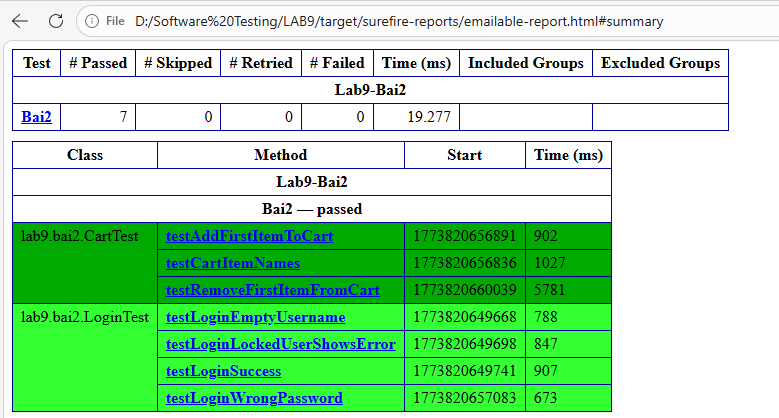 File D:/Software%20Testing/LAB9/target/surefire-reports/emailable-report.html#summary
Test # Passed # Skipped # Retried # Failed Time (ms) Included Groups Excluded Groups
Lab9-Bai2
Bai2 7 0 0 0 19.277
Class Method Start Time (ms)
Lab9-Bai2
Bai2 — passed
lab9.bai2.CartTest testAddFirstItemToCart 1773820656891 902
testCartItemNames 1773820656836 1027
testRemoveFirstItemFromCart 1773820660039 5781
lab9.bai2.LoginTest testLoginEmptyUsername 1773820649668 788
testLoginLockedUserShowsError 1773820649698 847
testLoginSuccess 1773820649741 907
testLoginWrongPassword 1773820657083 673